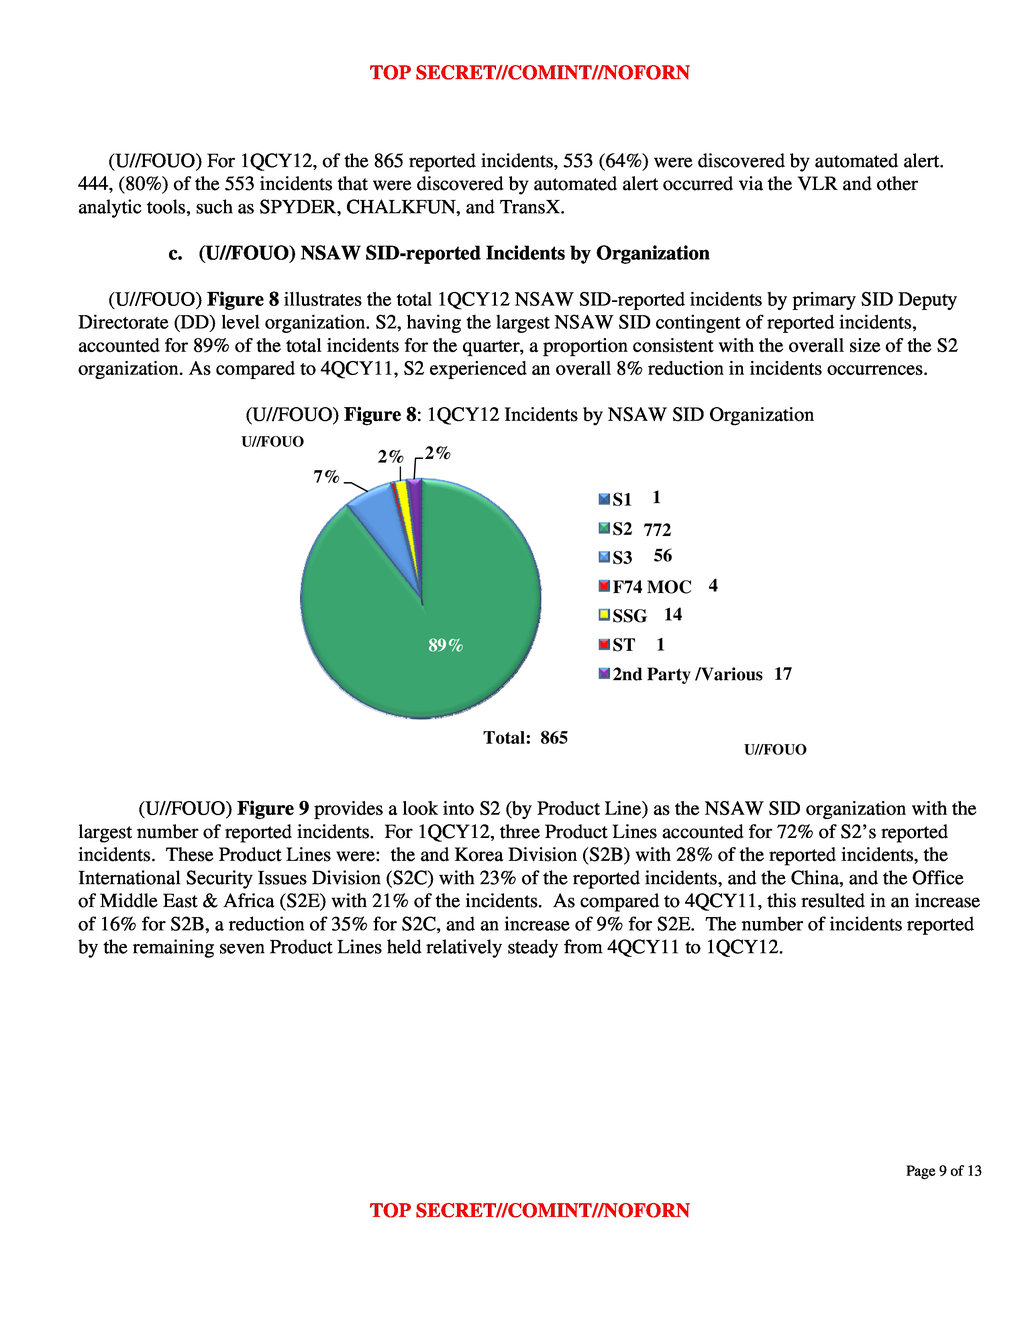 TOP SECRET//COMINT//NOFORN
(U//FOUO) For 1QCY12, of the 865 reported incidents, 553 (64%) were discovered by automated alert.
444, (80%) of the 553 incidents that were discovered by automated alert occurred via the VLR and other
analytic tools, such as SPYDER, CHALKFUN, and TransX.
c. (U//FOUO) NSAW SID-reported Incidents by Organization
(U//FOUO) Figure 8 illustrates the total 1QCY12 NSAW SID-reported incidents by primary SID Deputy
Directorate (DD) level organization. S2, having the largest NSAW SID contingent of reported incidents,
accounted for 89% of the total incidents for the quarter, a proportion consistent with the overall size of the S2
organization. As compared to 4QCY11, S2 experienced an overall 8% reduction in incidents occurrences.
(U//FOUO) Figure 8: 1QCY12 Incidents by NSAW SID Organization
U//FOUO
2% 2%
7%
89%
S1 1
S2 772
S3 56
F74 MOC 4
SSG 14
ST 1
2nd Party /Various 17
Total: 865
U//FOUO
(U//FOUO) Figure 9 provides a look into S2 (by Product Line) as the NSAW SID organization with the
largest number of reported incidents. For 1QCY12, three Product Lines accounted for 72% of S2's reported
incidents. These Product Lines were: the and Korea Division (S2B) with 28% of the reported incidents, the
International Security Issues Division (S2C) with 23% of the reported incidents, and the China, and the Office
of Middle East & Africa (S2E) with 21% of the incidents. As compared to 4QCY11, this resulted in an increase
of 16% for S2B, a reduction of 35% for S2C, and an increase of 9% for S2E. The number of incidents reported
by the remaining seven Product Lines held relatively steady from 4QCY11 to 1QCY12.
Page 9 of 13
TOP SECRET//COMINT//NOFORN